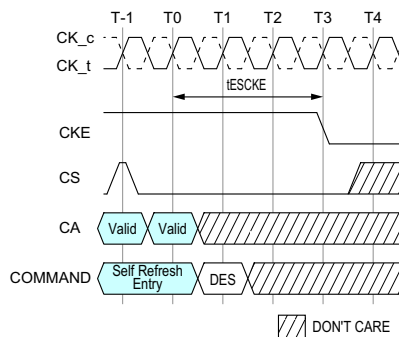 T-1 T0 T1 T2 T3 T4
CK_c
CK_t
tESCKE
CKE
CS
CA Valid Valid
COMMAND Self Refresh Entry DES
DON'T CARE